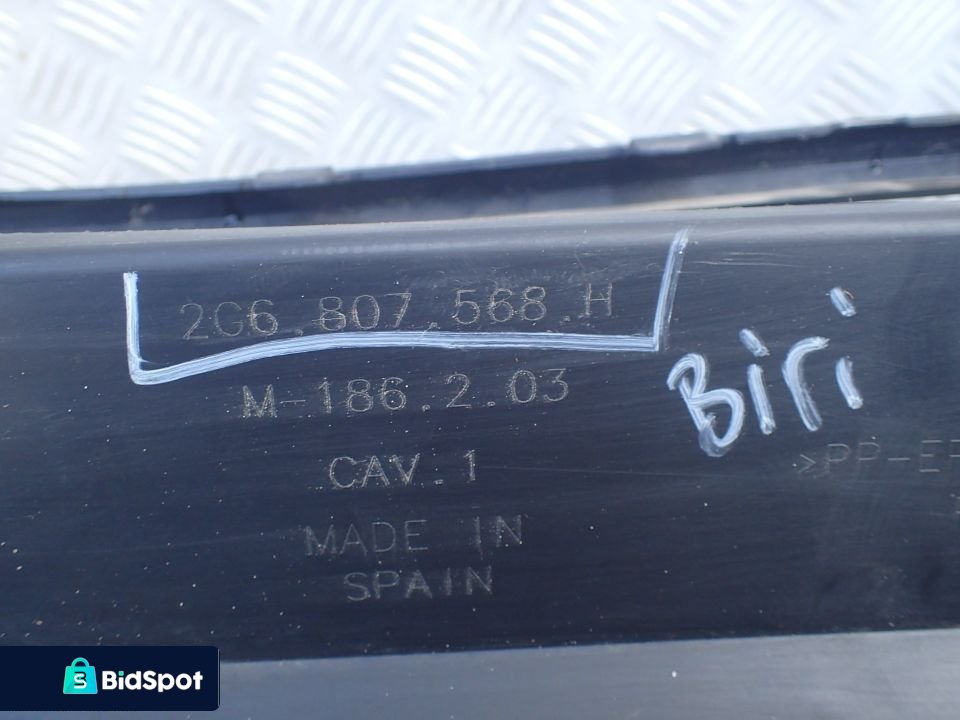 2G6.807.568.H
M-186.2.03
CAV.1
MADE IN
SPAIN
Biri
>PP-EP
BidSpot